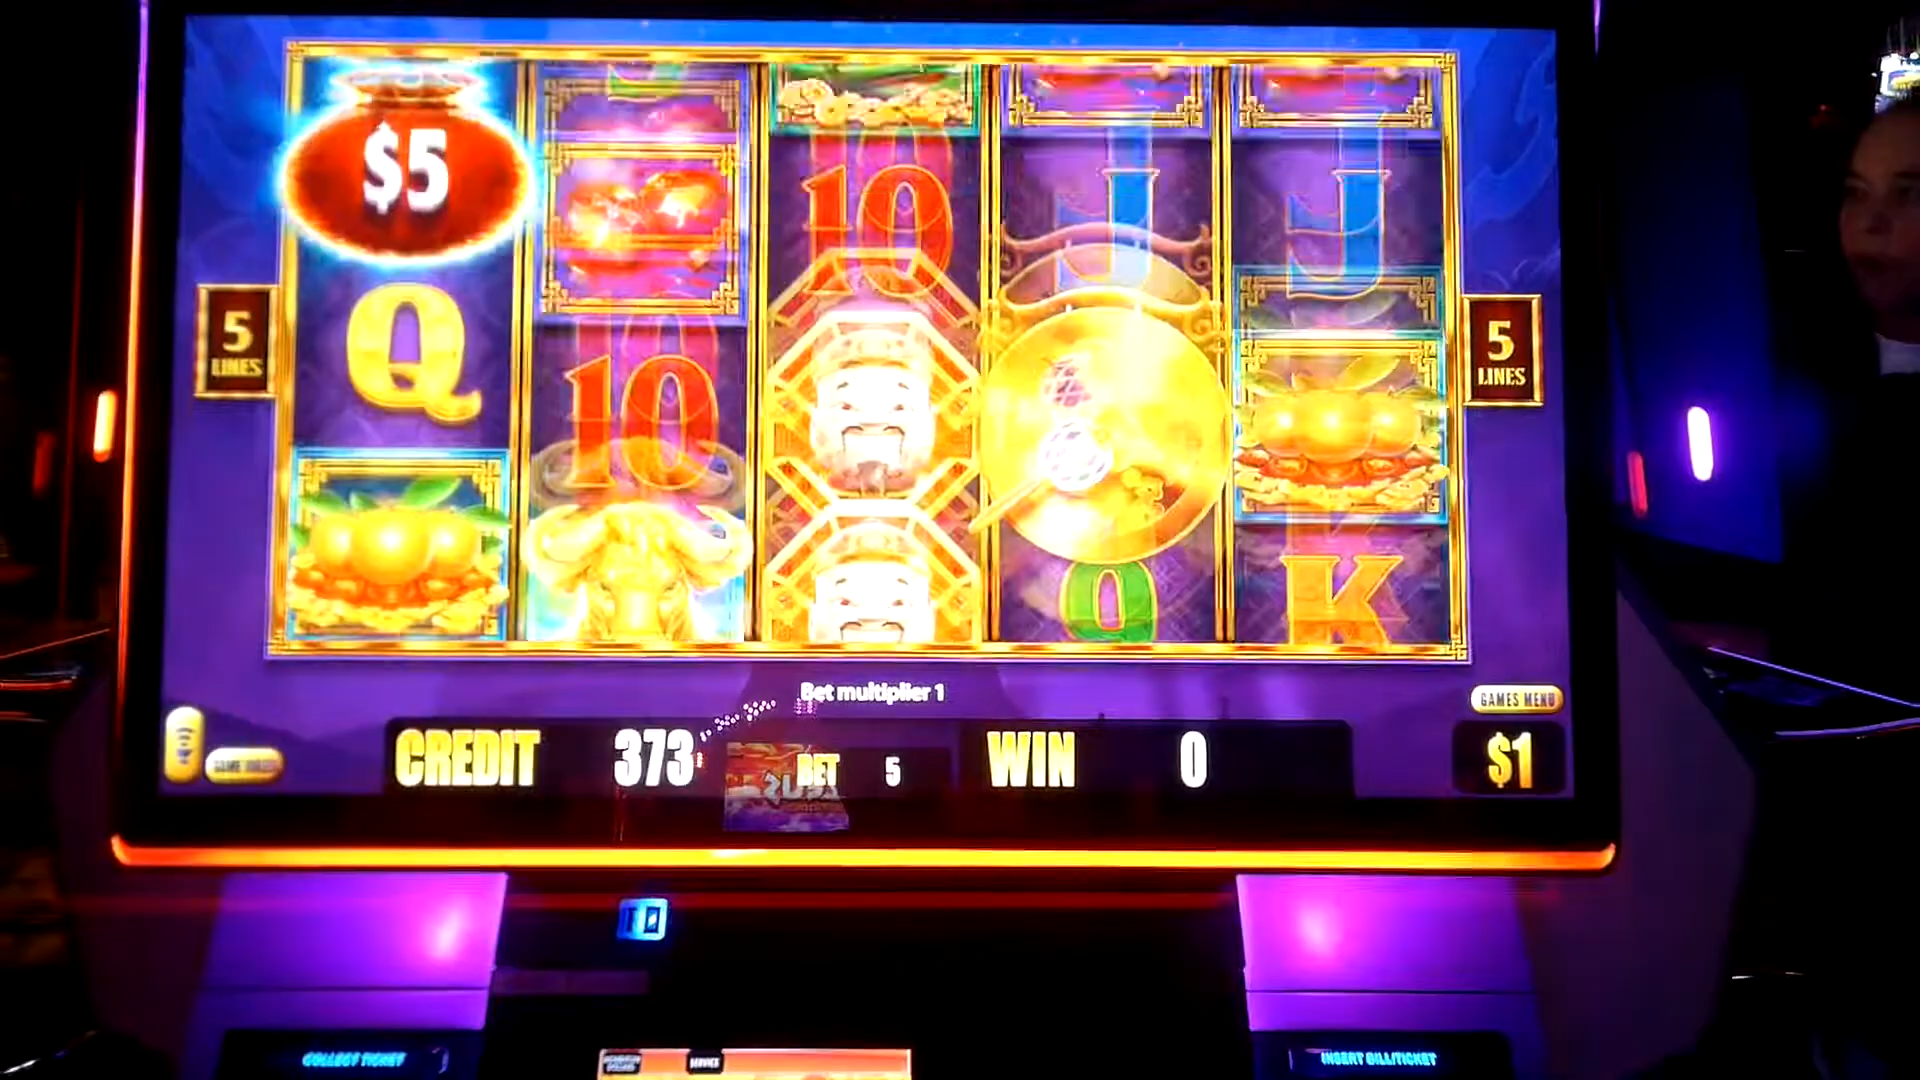 $5
10
J
J
Q
10
5
LINES
5
LINES
Q
K
Bet multiplier 1
GAMES MENU
CREDIT 373
BET 5
WIN 0
$1
COLLECT TICKET
SERVICE
INSERT BILL/TICKET